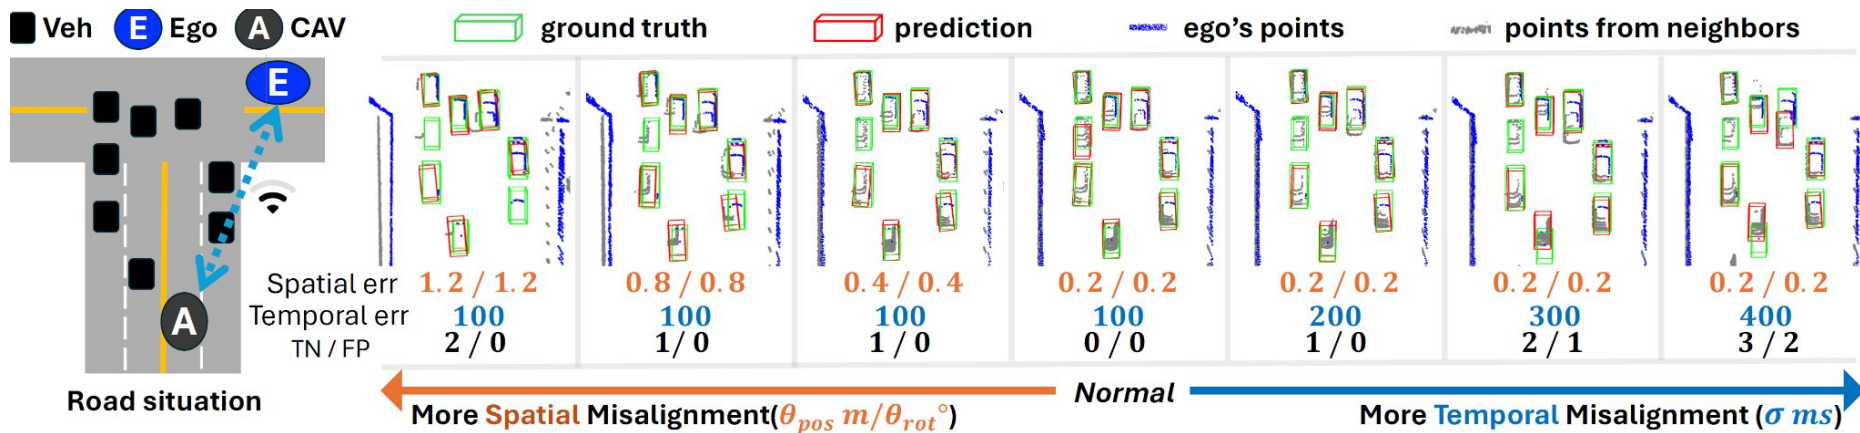 Veh E Ego A CAV ground truth prediction ego's points points from neighbors
E
A
Road situation
Spatial err 1.2 / 1.2 0.8 / 0.8 0.4 / 0.4 0.2 / 0.2 0.2 / 0.2 0.2 / 0.2 0.2 / 0.2
Temporal err 100 100 100 100 200 300 400
TN / FP 2 / 0 1/ 0 1 / 0 0 / 0 1 / 0 2 / 1 3 / 2
Normal
More Spatial Misalignment(θ_pos m/θ_rot°) More Temporal Misalignment (σ ms)